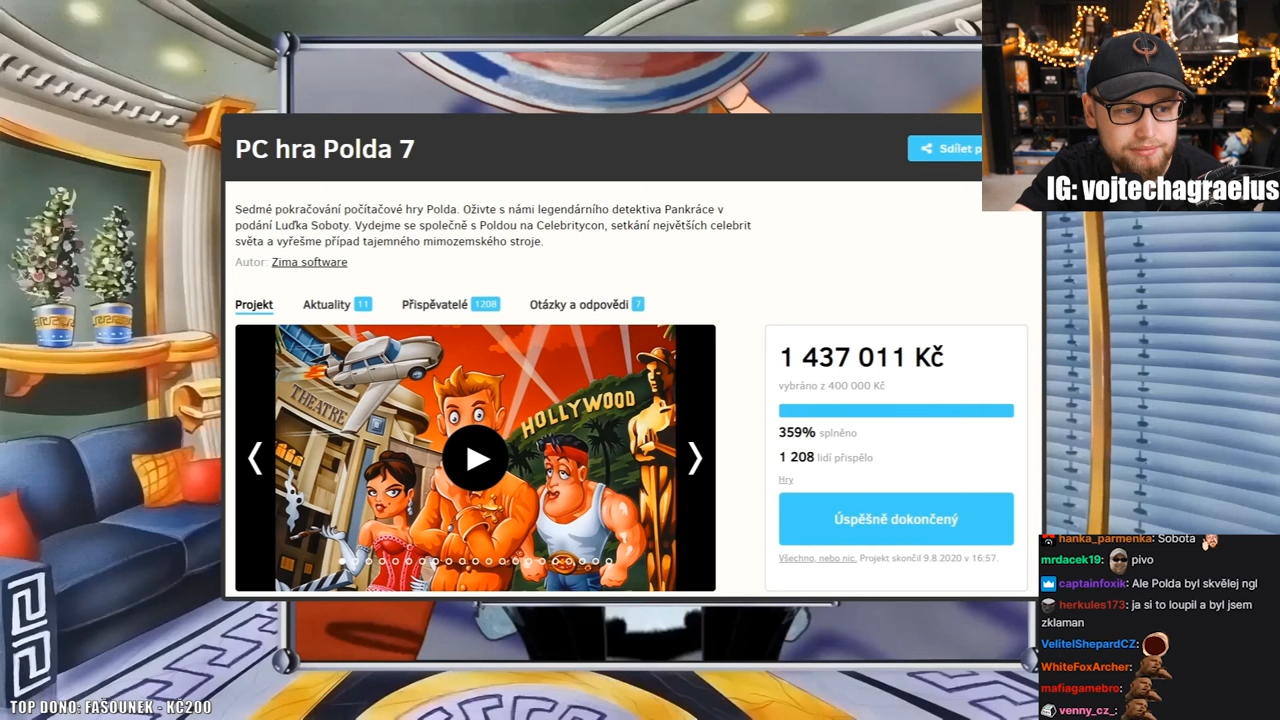 PC hra Polda 7
Sdílet p
Sedmé pokračování počítačové hry Polda. Oživte s námi legendárního detektiva Pankráce v
podání Luďka Soboty. Vydejme se společně s Poldou na Celebritycon, setkání největších celebrit
světa a vyřešme případ tajemného mimozemského stroje.
Autor: Zima software
Projekt Aktuality 11 Přispěvatelé 1208 Otázky a odpovědi 7
THEATRE
HOLLYWOOD
1 437 011 Kč
vybráno z 400 000 Kč
359% splněno
1 208 lidí přispělo
Hry
Úspěšně dokončený
Všechno, nebo nic. Projekt skončil 9.8.2020 v 16:57.
IG: vojtechagraelus
hanka_parmenka: Sobota
mrdacek19: pivo
captainfoxik: Ale Polda byl skvělej ngl
herkules173: ja si to loupil a byl jsem
zklaman
VelitelShepardCZ:
WhiteFoxArcher:
mafiagamebro:
venny_cz_:
TOP DONO: FAŠOUNEK - KČ200